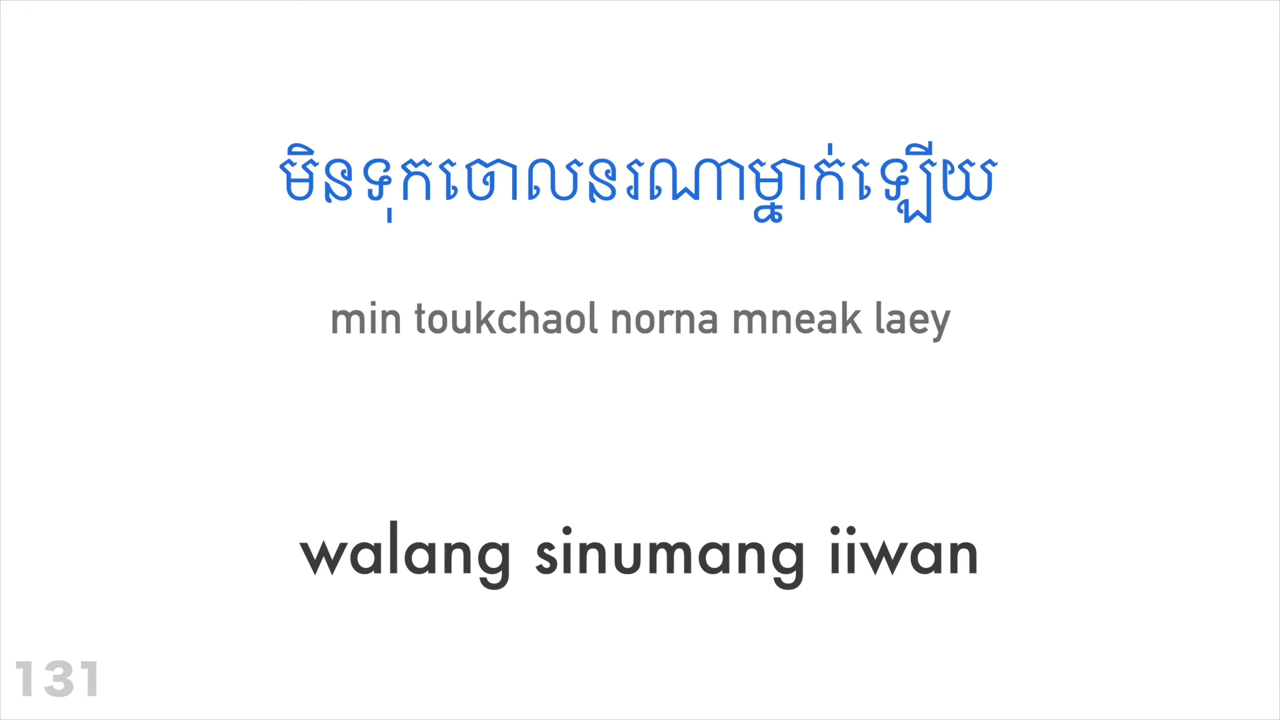 មិនទុកចោលនរណាម្នាក់ឡើយ
min toukchaol norna mneak laey
walang sinumang iiwan
131